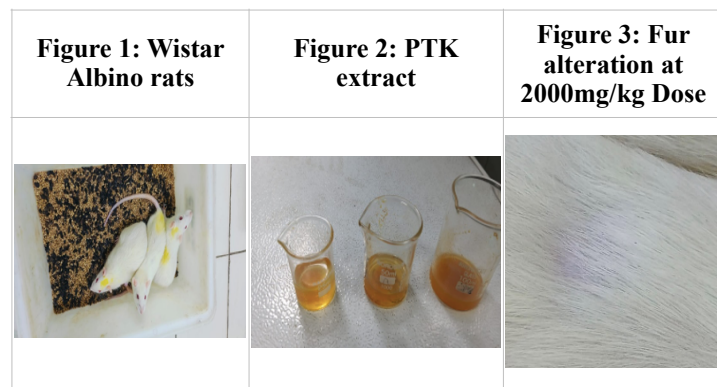 Figure 1: Wistar
Albino rats
Figure 2: PTK
extract
Figure 3: Fur
alteration at
2000mg/kg Dose